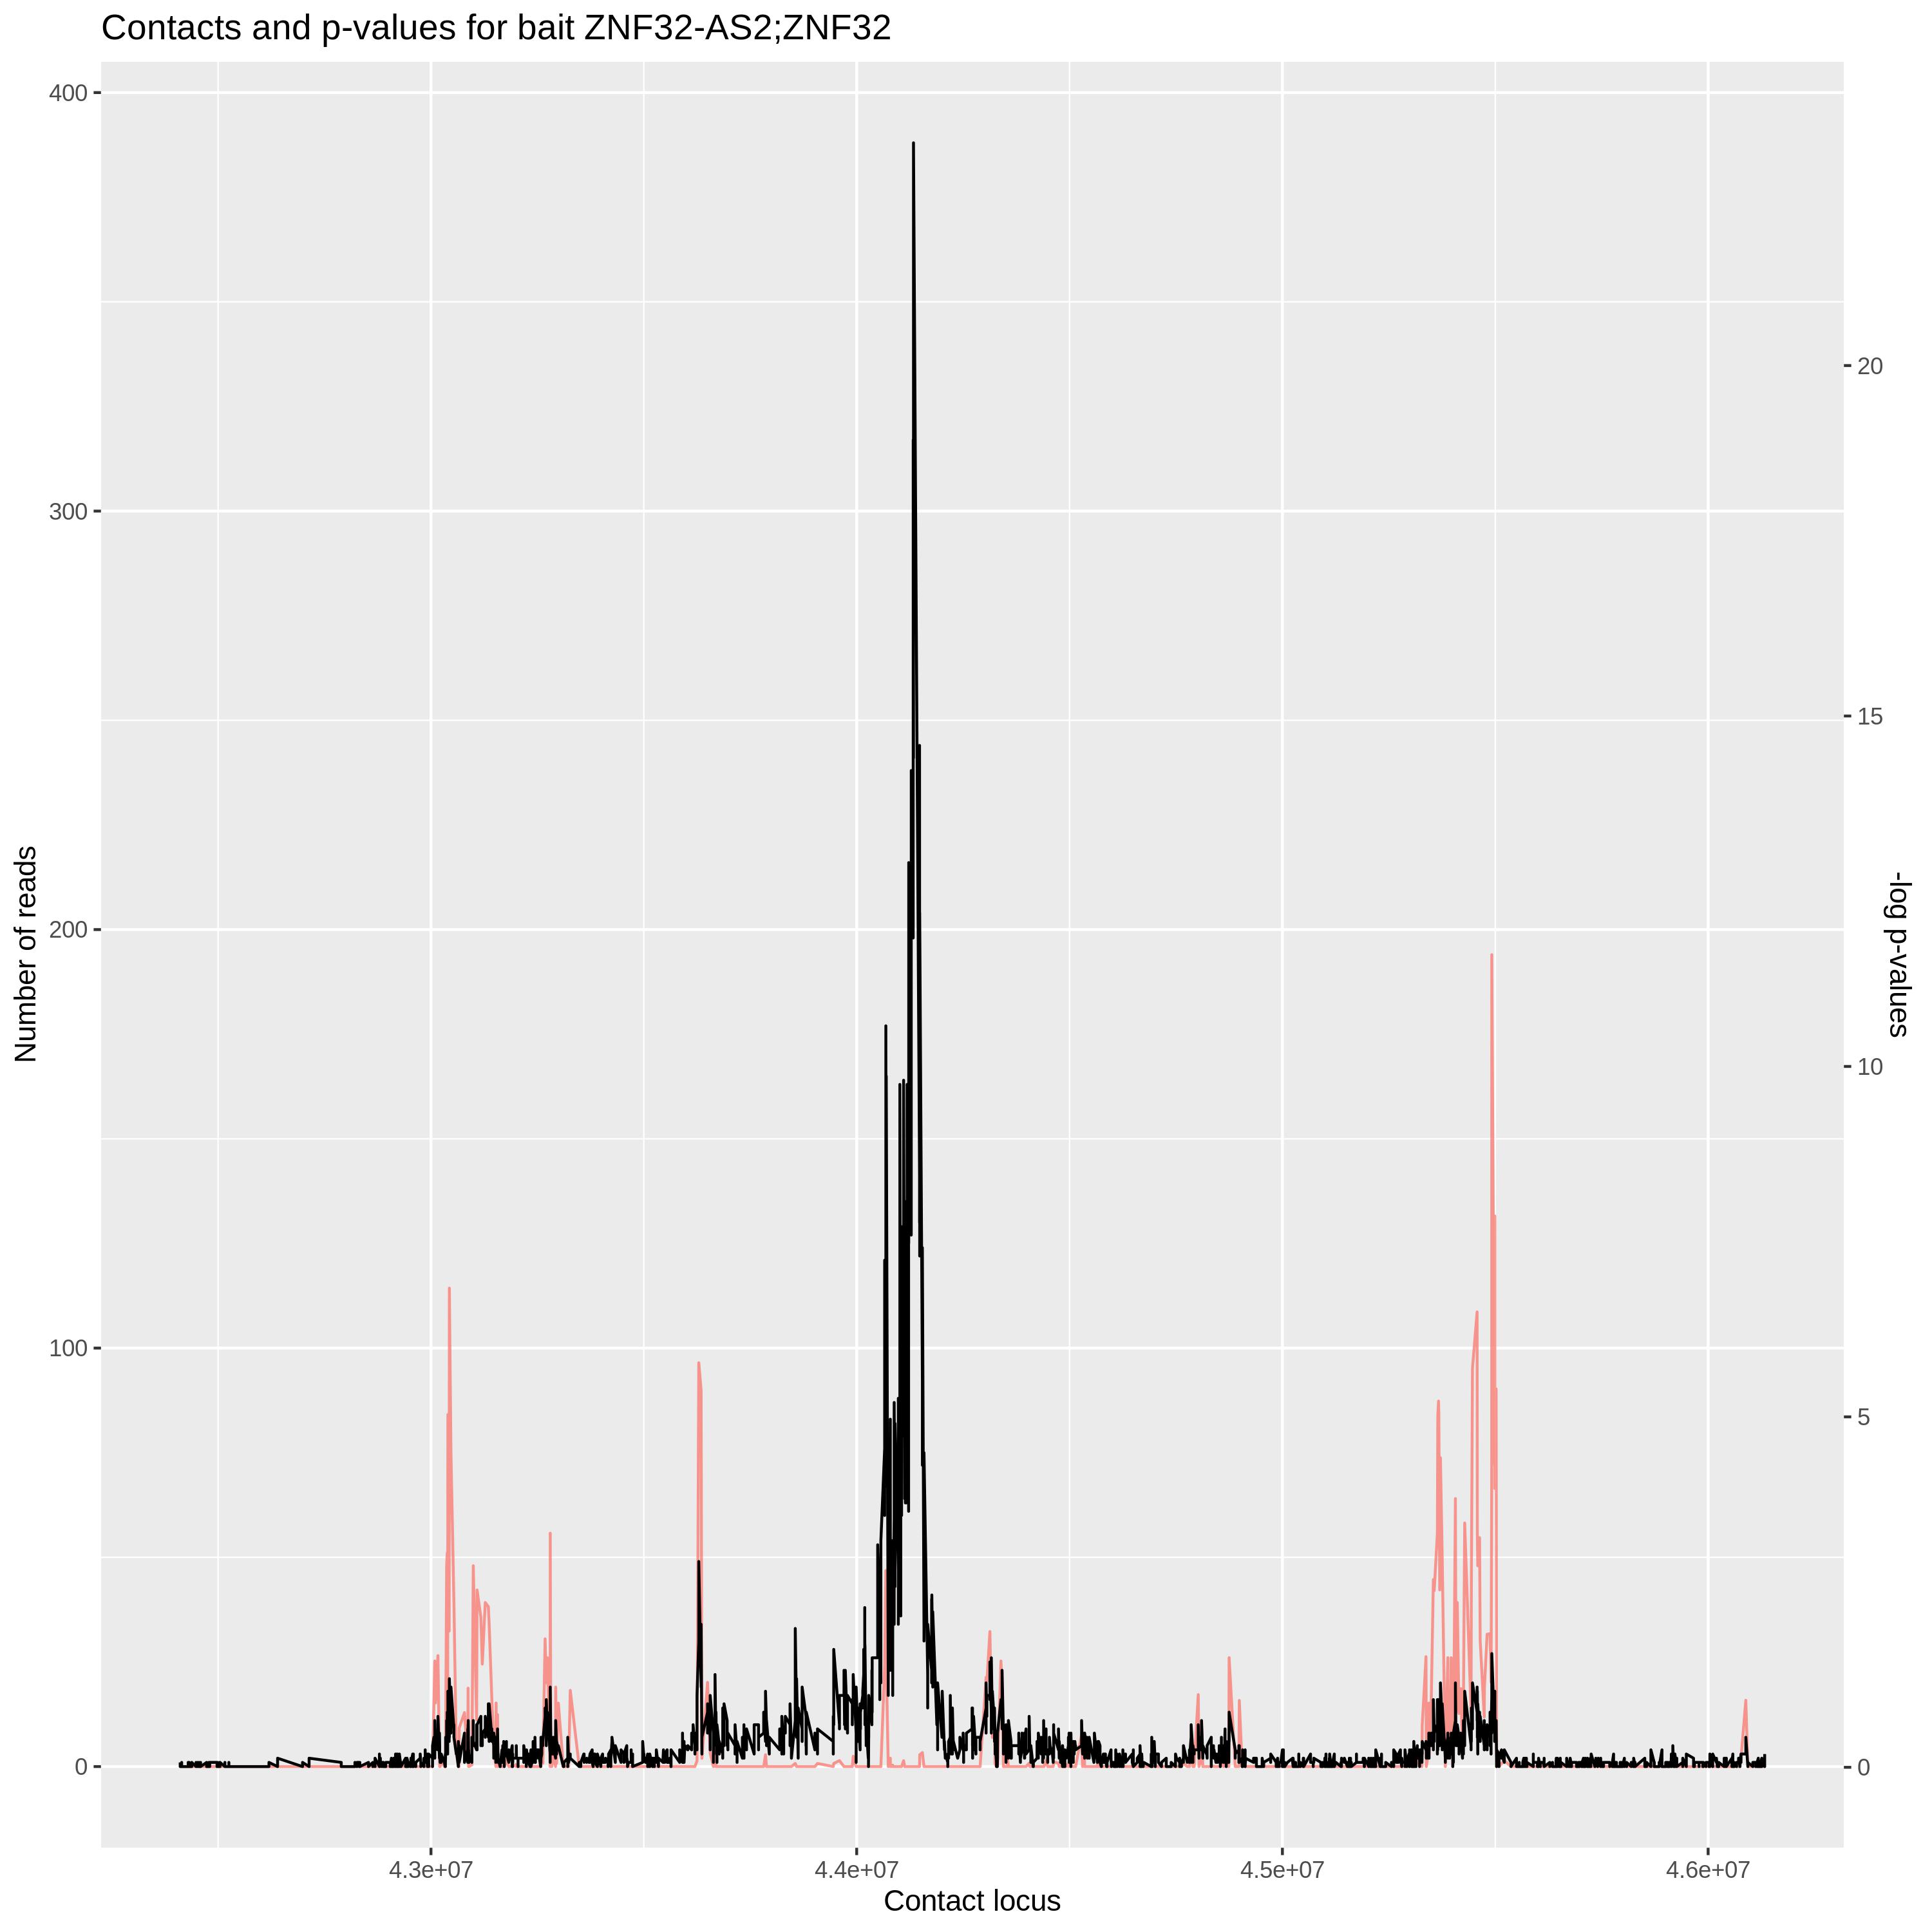 Contacts and p-values for bait ZNF32-AS2;ZNF32
400
300
200
100
0
Number of reads
20
15
10
5
0
-log p-values
4.3e+07
4.4e+07
4.5e+07
4.6e+07
Contact locus